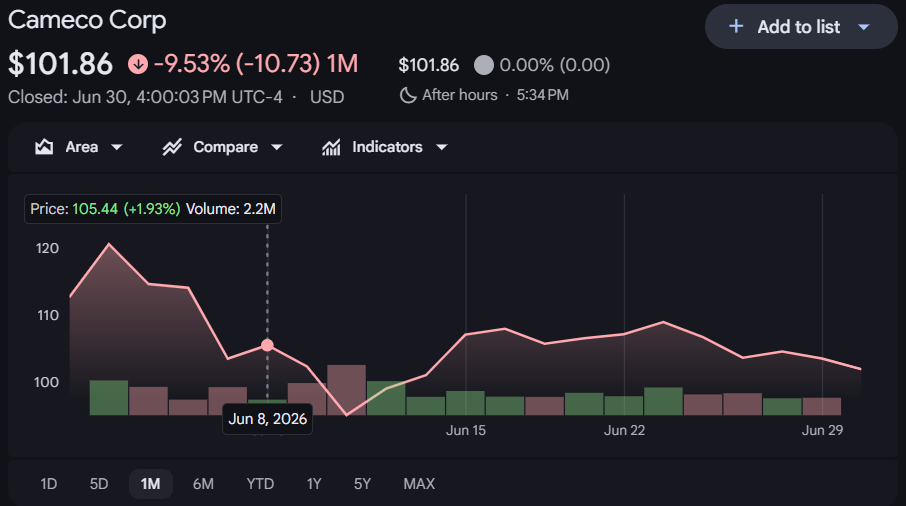 Cameco Corp
+ Add to list
$101.86 -9.53% (-10.73) 1M
$101.86 0.00% (0.00)
Closed: Jun 30, 4:00:03 PM UTC-4 · USD
After hours · 5:34 PM
Area Compare Indicators
Price: 105.44 (+1.93%) Volume: 2.2M
120
110
100
Jun 8, 2026
Jun 15 Jun 22 Jun 29
1D 5D 1M 6M YTD 1Y 5Y MAX